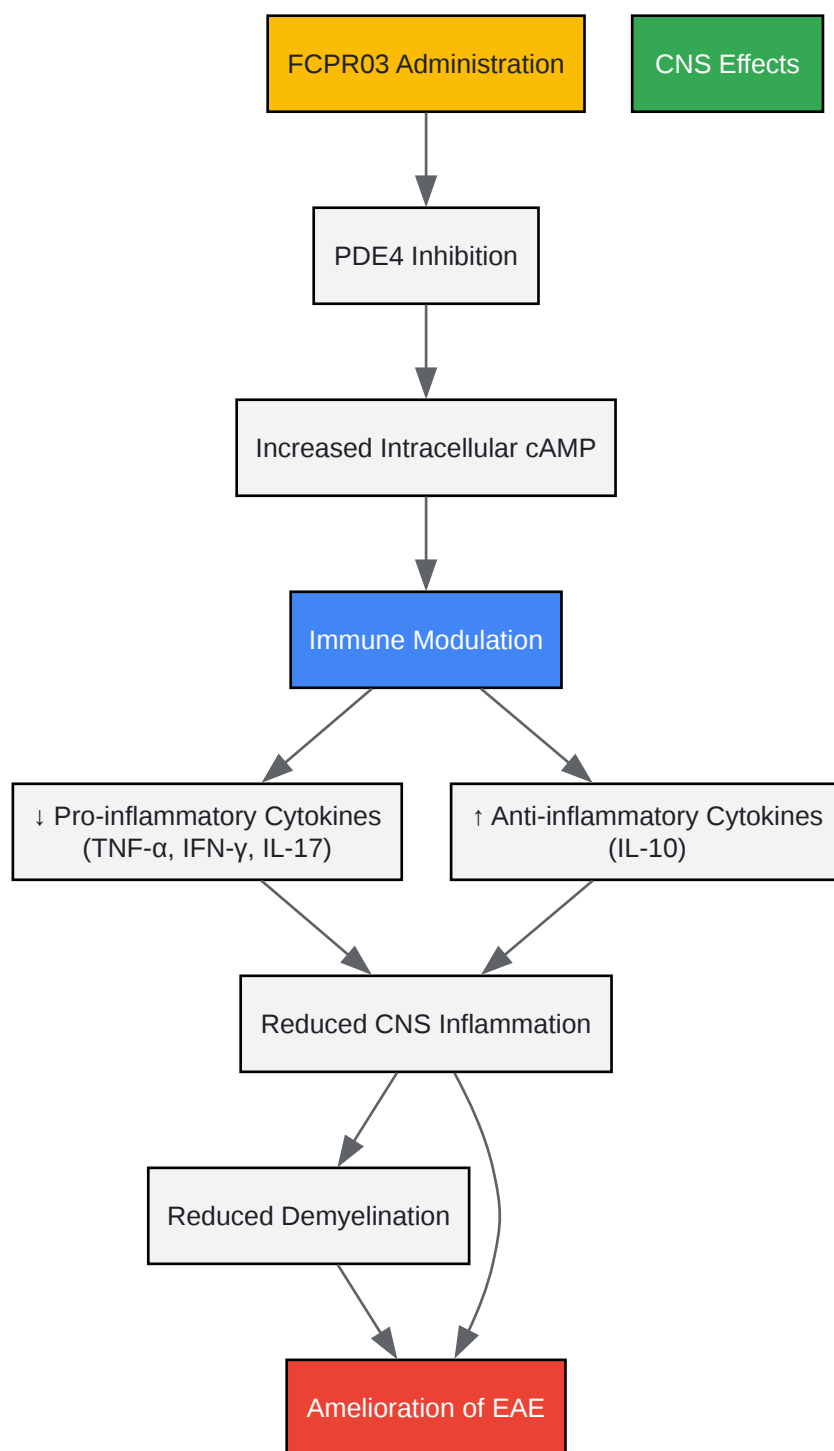 FCPR03 Administration
CNS Effects
PDE4 Inhibition
Increased Intracellular cAMP
Immune Modulation
↓ Pro-inflammatory Cytokines
(TNF-α, IFN-γ, IL-17)
↑ Anti-inflammatory Cytokines
(IL-10)
Reduced CNS Inflammation
Reduced Demyelination
Amelioration of EAE